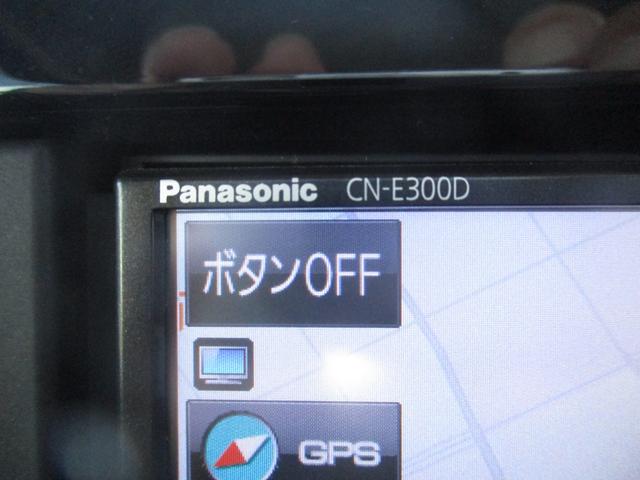 Panasonic CN-E300D
ボタンOFF
GPS